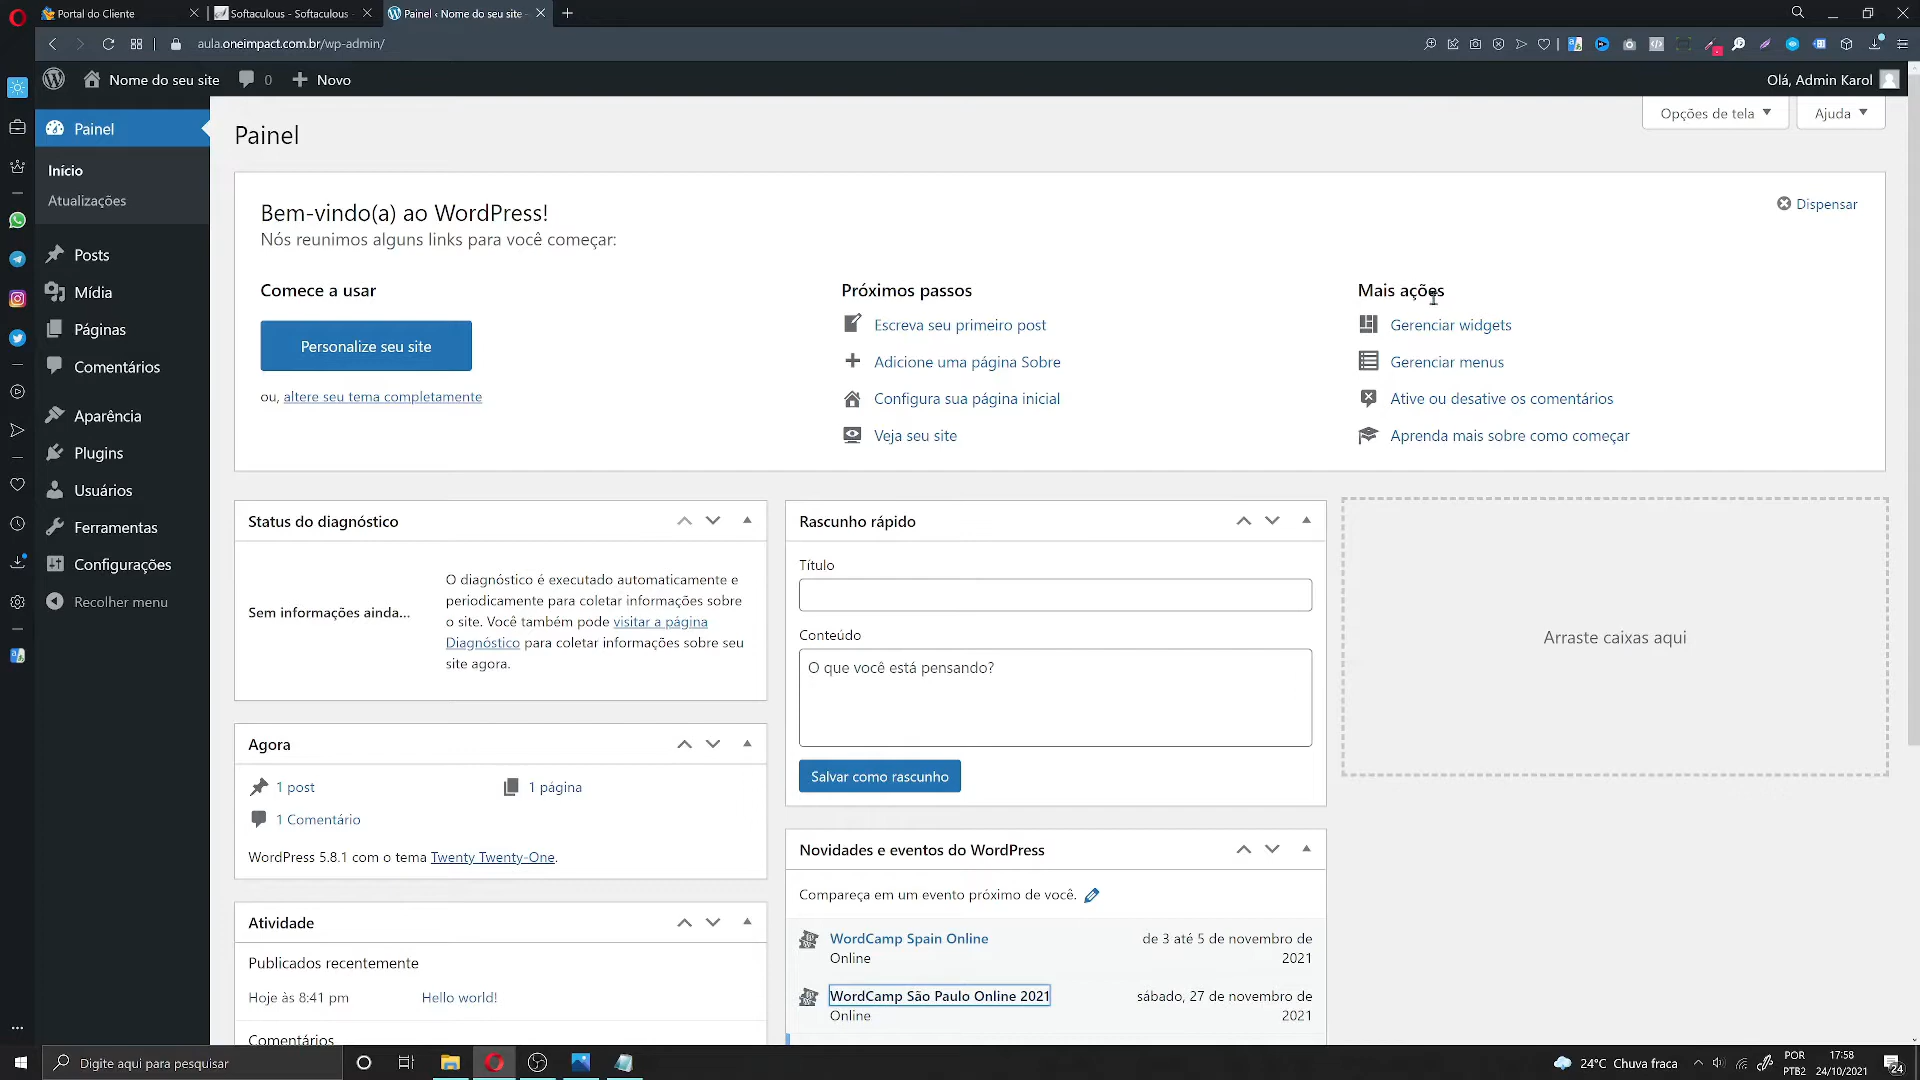 Portal do Cliente
Softaculous - Softaculous
Painel ‹ Nome do seu site -
aula.oneimpact.com.br/wp-admin/
Nome do seu site
0
Novo
Olá, Admin Karol
Painel
Início
Atualizações
Posts
Mídia
Páginas
Comentários
Aparência
Plugins
Usuários
Ferramentas
Configurações
Recolher menu
Painel
Opções de tela
Ajuda
Bem-vindo(a) ao WordPress!
Nós reunimos alguns links para você começar:
Dispensar
Comece a usar
Personalize seu site
ou, altere seu tema completamente
Próximos passos
Escreva seu primeiro post
Adicione uma página Sobre
Configura sua página inicial
Veja seu site
Mais ações
Gerenciar widgets
Gerenciar menus
Ative ou desative os comentários
Aprenda mais sobre como começar
Status do diagnóstico
Sem informações ainda...
O diagnóstico é executado automaticamente e
periodicamente para coletar informações sobre
o site. Você também pode visitar a página
Diagnóstico para coletar informações sobre seu
site agora.
Agora
1 post
1 página
1 Comentário
WordPress 5.8.1 com o tema Twenty Twenty-One.
Atividade
Publicados recentemente
Hoje às 8:41 pm
Hello world!
Comentários
Rascunho rápido
Título
Conteúdo
O que você está pensando?
Salvar como rascunho
Novidades e eventos do WordPress
Compareça em um evento próximo de você.
WordCamp Spain Online
Online
de 3 até 5 de novembro de
2021
WordCamp São Paulo Online 2021
Online
sábado, 27 de novembro de
2021
Arraste caixas aqui
Digite aqui para pesquisar
24°C Chuva fraca
POR
PTB2
17:58
24/10/2021
24